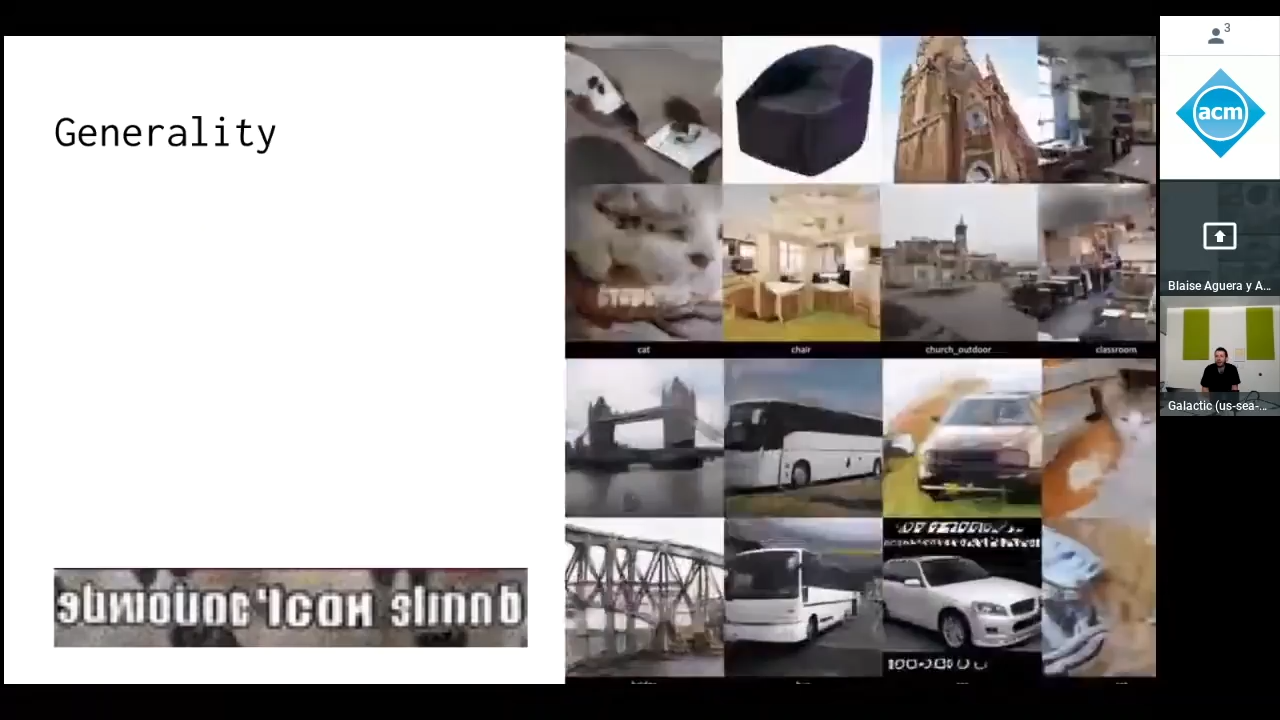 Generality
cat
chair
church_outdoor
classroom
3
acm
Blaise Aguera y A...
Galactic (us-sea-...